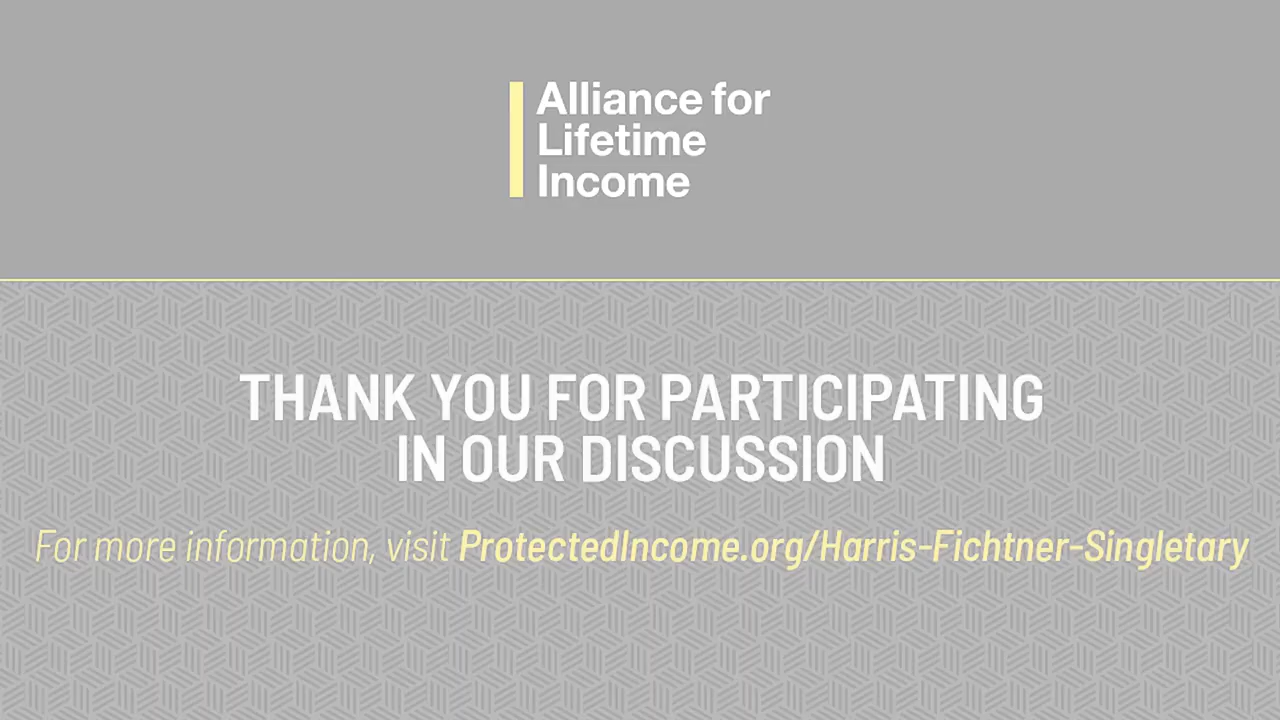 Alliance for
Lifetime
Income
THANK YOU FOR PARTICIPATING
IN OUR DISCUSSION
For more information, visit ProtectedIncome.org/Harris-Fichtner-Singletary